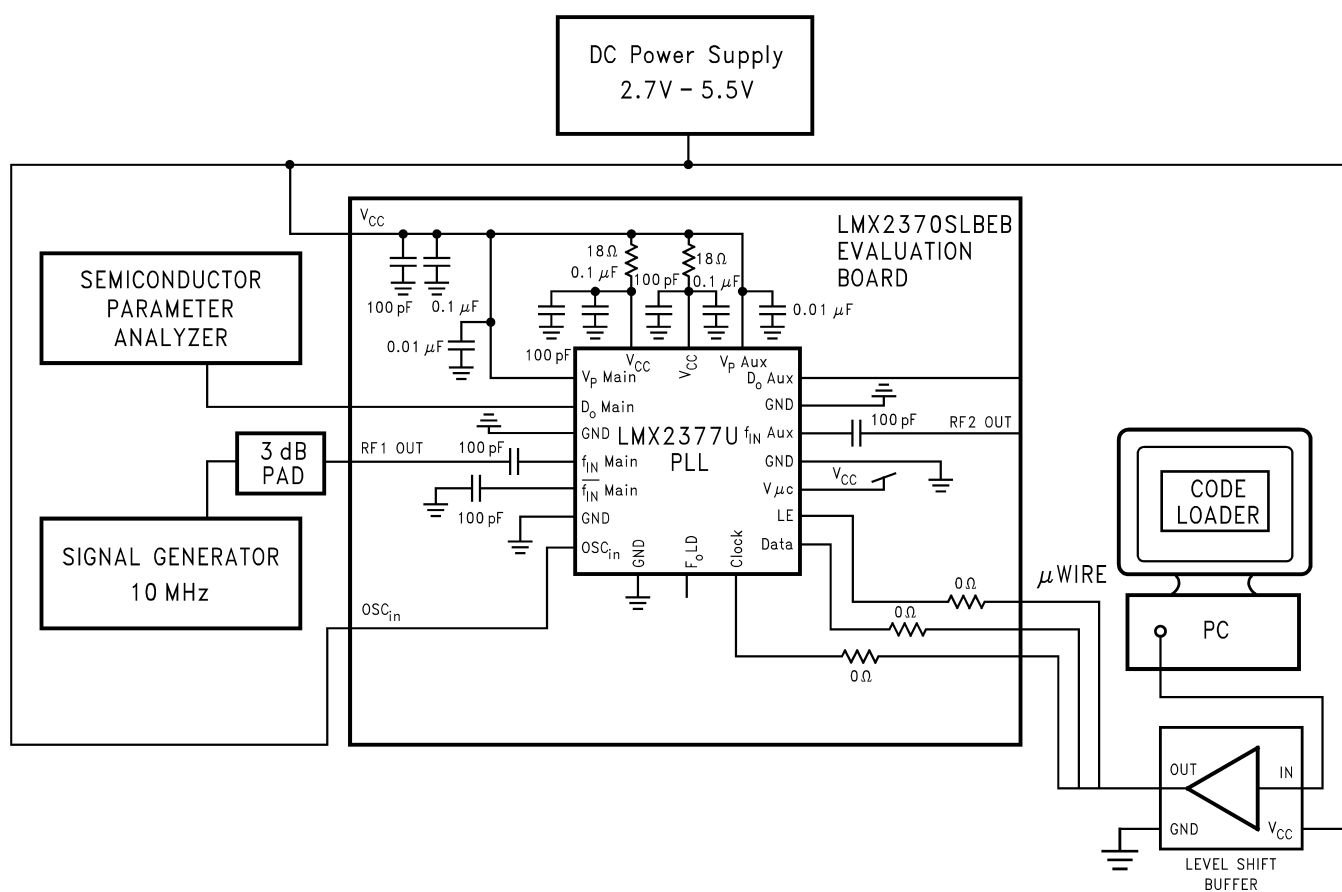 DC Power Supply
2.7V – 5.5V
LMX2370SLBEB
EVALUATION
BOARD
VCC
18Ω
18Ω
0.1 μF
100 pF
0.1 μF
100 pF
0.1 μF
0.01 μF
0.01 μF
100 pF
SEMICONDUCTOR
PARAMETER
ANALYZER
VCC
VCC
VP Aux
VP Main
Do Aux
Do Main
GND
GND
LMX2377U
PLL
fIN Aux
100 pF
RF2 OUT
3 dB
PAD
RF1 OUT
100 pF
fIN Main
GND
fIN Main
100 pF
Vμc
VCC
GND
LE
OSCin
Data
GND
FoLD
Clock
SIGNAL GENERATOR
10 MHz
OSCin
0Ω
0Ω
0Ω
μWIRE
CODE
LOADER
PC
OUT
IN
GND
VCC
LEVEL SHIFT
BUFFER